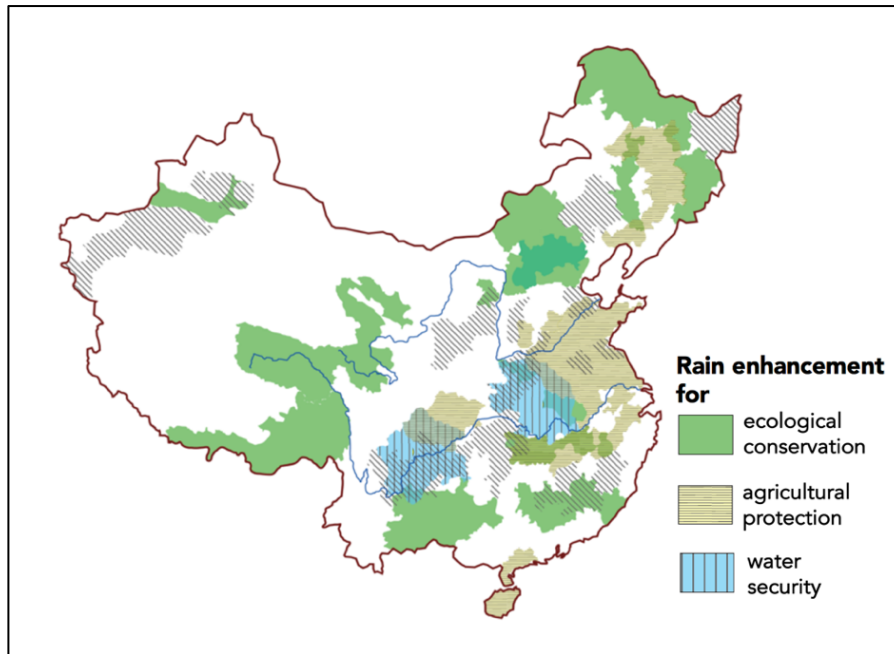 Rain enhancement
for
ecological
conservation
agricultural
protection
water
security